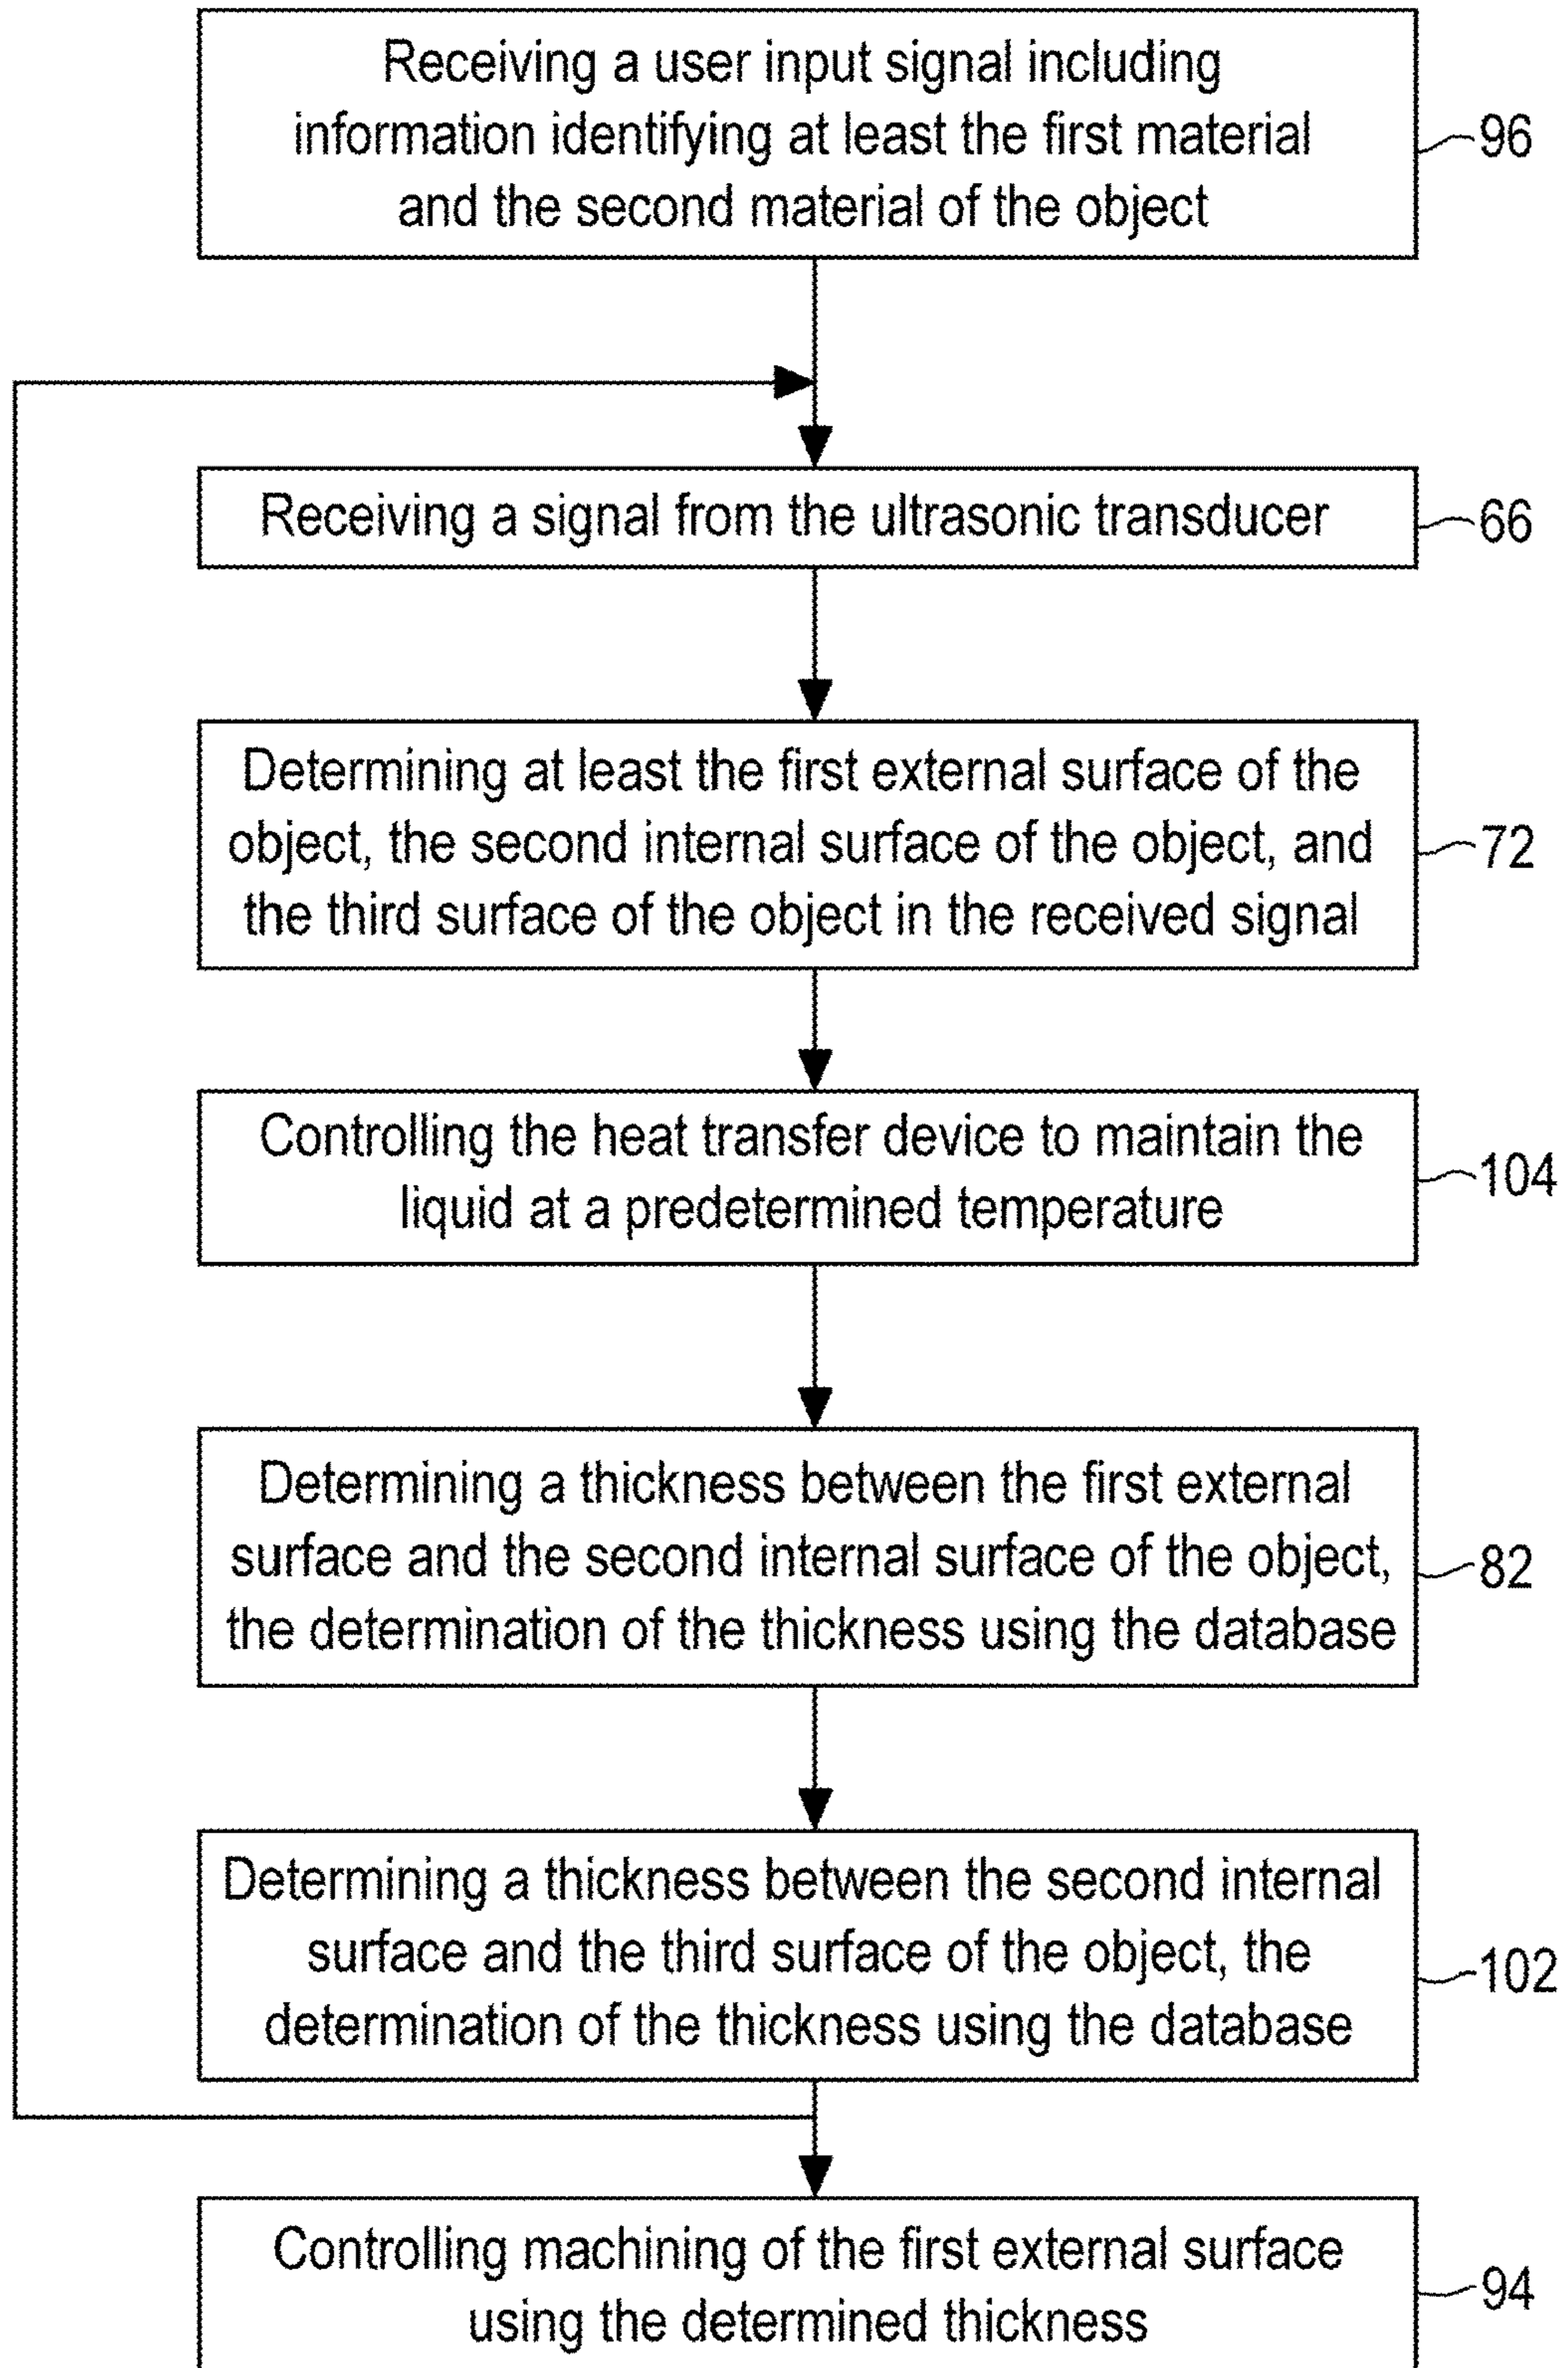 Receiving a user input signal including
information identifying at least the first material
and the second material of the object
96
Receiving a signal from the ultrasonic transducer
66
Determining at least the first external surface of the
object, the second internal surface of the object, and
the third surface of the object in the received signal
72
Controlling the heat transfer device to maintain the
liquid at a predetermined temperature
104
Determining a thickness between the first external
surface and the second internal surface of the object,
the determination of the thickness using the database
82
Determining a thickness between the second internal
surface and the third surface of the object, the
determination of the thickness using the database
102
Controlling machining of the first external surface
using the determined thickness
94